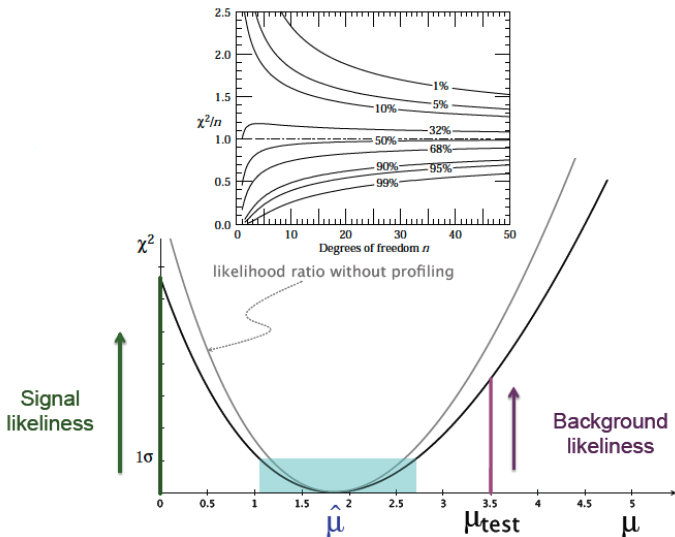 2.5
2.0
1.5
1.0
0.5
0.0
χ²/n
1%
5%
10%
32%
50%
68%
90%
95%
99%
0 10 20 30 40 50
Degrees of freedom n
χ²
likelihood ratio without profiling
Signal
likeliness
Background
likeliness
1σ
0 0.5 1 1.5 2 2.5 3 3.5 4 4.5 5
μ̂
μtest
μ